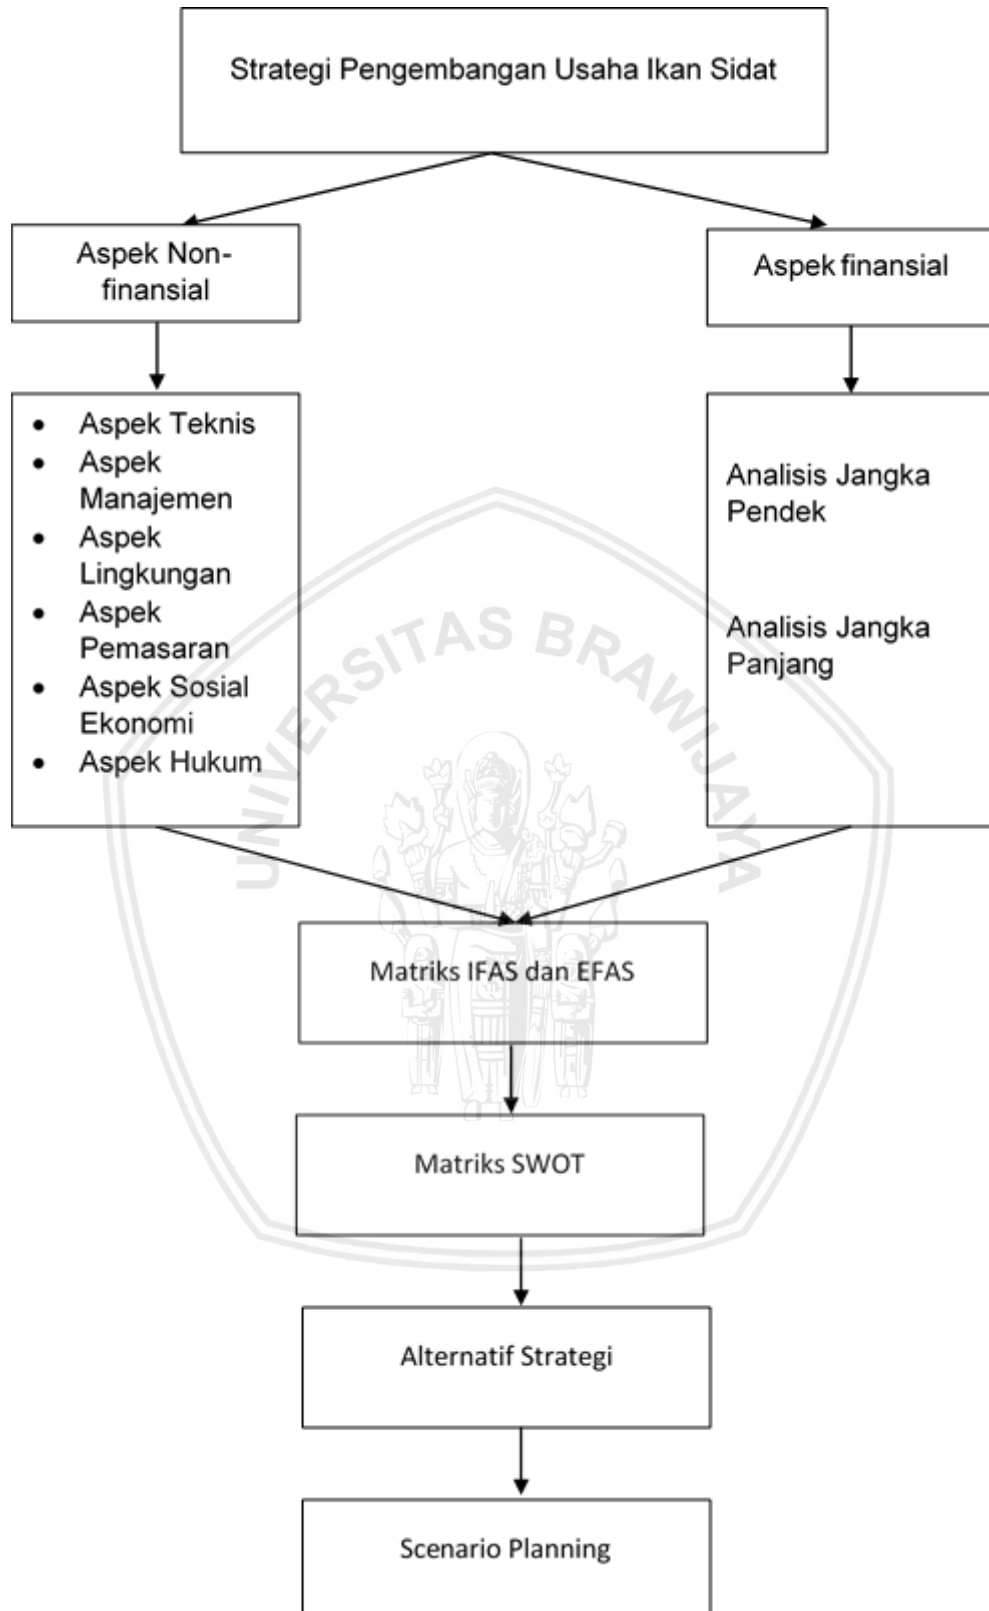 Strategi Pengembangan Usaha Ikan Sidat
Aspek Non-
finansial
Aspek finansial
• Aspek Teknis
• Aspek
Manajemen
• Aspek
Lingkungan
• Aspek
Pemasaran
• Aspek Sosial
Ekonomi
• Aspek Hukum
Analisis Jangka
Pendek
Analisis Jangka
Panjang
UNIVERSITAS BRAWIJAYA
Matriks IFAS dan EFAS
Matriks SWOT
Alternatif Strategi
Scenario Planning